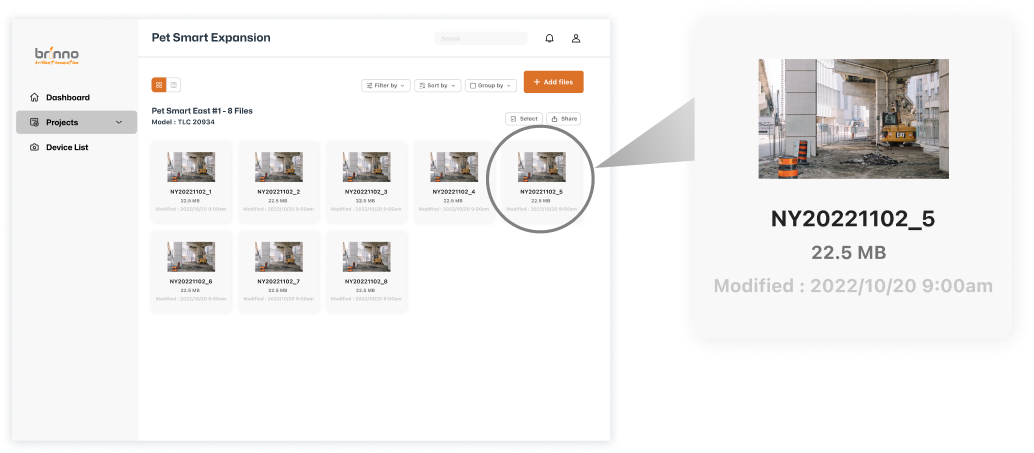 brinno
brilliant innovation
Dashboard
Projects
Device List
Pet Smart Expansion
Search
Filter by
Sort by
Group by
+ Add files
Pet Smart East #1 - 8 Files
Model : TLC 20934
Select
Share
NY20221102_1
22.5 MB
Modified : 2022/10/20 9:00am
NY20221102_2
22.5 MB
Modified : 2022/10/20 9:00am
NY20221102_3
22.5 MB
Modified : 2022/10/20 9:00am
NY20221102_4
22.5 MB
Modified : 2022/10/20 9:00am
NY20221102_5
22.5 MB
Modified : 2022/10/20 9:00am
NY20221102_6
22.5 MB
Modified : 2022/10/20 9:00am
NY20221102_7
22.5 MB
Modified : 2022/10/20 9:00am
NY20221102_8
22.5 MB
Modified : 2022/10/20 9:00am
CAT
NY20221102_5
22.5 MB
Modified : 2022/10/20 9:00am